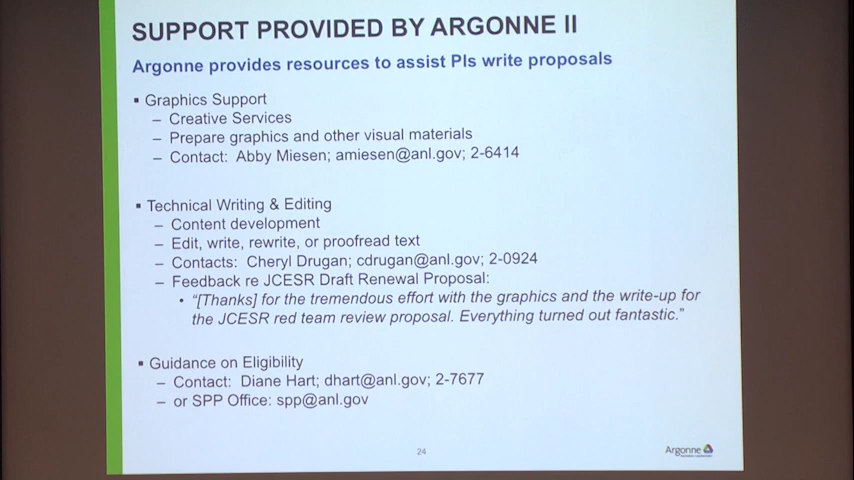 SUPPORT PROVIDED BY ARGONNE II
Argonne provides resources to assist PIs write proposals
▪ Graphics Support
– Creative Services
– Prepare graphics and other visual materials
– Contact: Abby Miesen; amiesen@anl.gov; 2-6414
▪ Technical Writing & Editing
– Content development
– Edit, write, rewrite, or proofread text
– Contacts: Cheryl Drugan; cdrugan@anl.gov; 2-0924
– Feedback re JCESR Draft Renewal Proposal:
• “[Thanks] for the tremendous effort with the graphics and the write-up for
the JCESR red team review proposal. Everything turned out fantastic.”
▪ Guidance on Eligibility
– Contact: Diane Hart; dhart@anl.gov; 2-7677
– or SPP Office: spp@anl.gov
24
Argonne